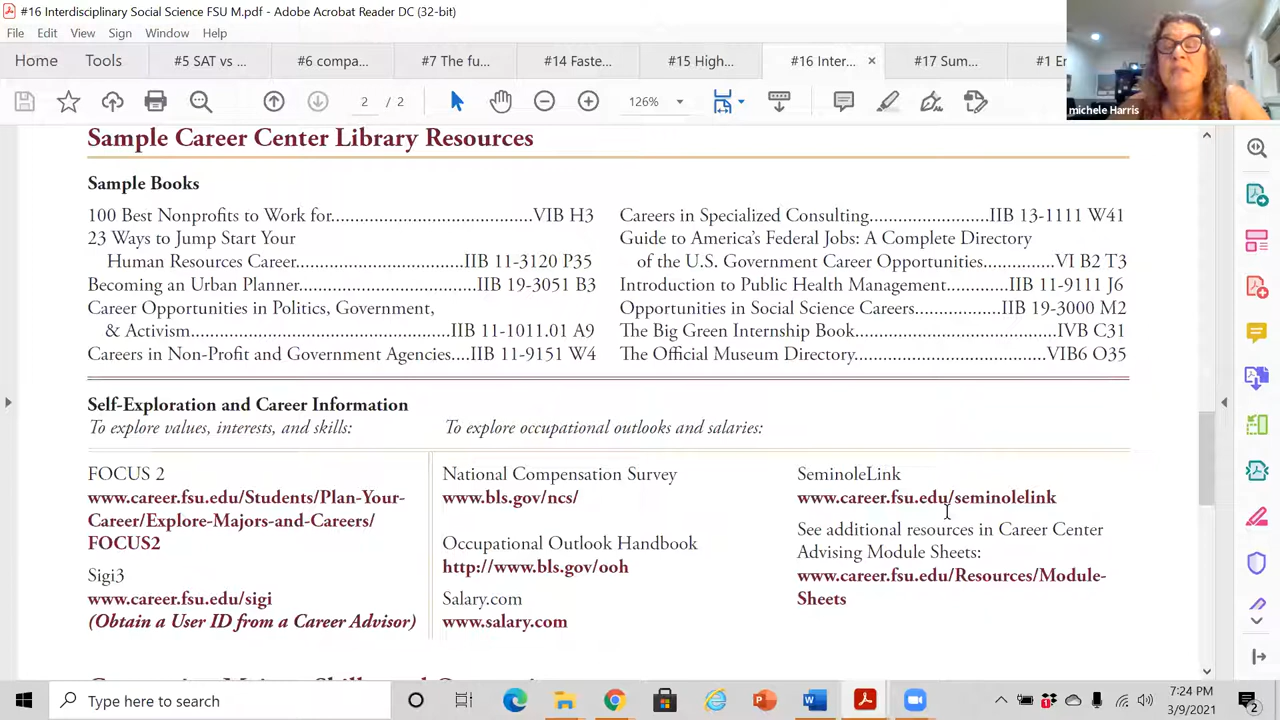 #16 Interdisciplinary Social Science FSU M.pdf - Adobe Acrobat Reader DC (32-bit)
File Edit View Sign Window Help
Home Tools #5 SAT vs ... #6 compa... #7 The fu... #14 Faste... #15 High... #16 Inter... #17 Sum... #1 E
2 / 2 126%
michele Harris
Sample Career Center Library Resources
Sample Books
100 Best Nonprofits to Work for..............................................VIB H3
23 Ways to Jump Start Your
Human Resources Career......................................IIB 11-3120 P35
Becoming an Urban Planner........................................IIB 19-3051 B3
Career Opportunities in Politics, Government,
& Activism..........................................................IIB 11-1011.01 A9
Careers in Non-Profit and Government Agencies....IIB 11-9151 W4
Careers in Specialized Consulting...........................IIB 13-1111 W41
Guide to America's Federal Jobs: A Complete Directory
of the U.S. Government Career Opportunities...............VI B2 T3
Introduction to Public Health Management..............IIB 11-9111 J6
Opportunities in Social Science Careers....................IIB 19-3000 M2
The Big Green Internship Book..............................................IVB C31
The Official Museum Directory..........................................VIB6 O35
Self-Exploration and Career Information
To explore values, interests, and skills:
To explore occupational outlooks and salaries:
FOCUS 2
www.career.fsu.edu/Students/Plan-Your-
Career/Explore-Majors-and-Careers/
FOCUS2
Sigi3
www.career.fsu.edu/sigi
(Obtain a User ID from a Career Advisor)
National Compensation Survey
www.bls.gov/ncs/
Occupational Outlook Handbook
http://www.bls.gov/ooh
Salary.com
www.salary.com
SeminoleLink
www.career.fsu.edu/seminolelink
See additional resources in Career Center
Advising Module Sheets:
www.career.fsu.edu/Resources/Module-
Sheets
Type here to search
7:24 PM
3/9/2021
2